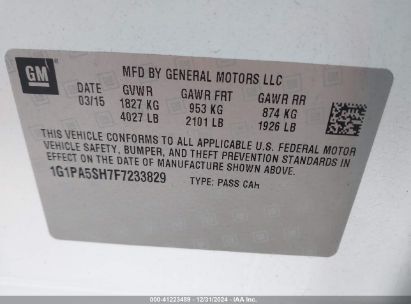 GM
MFD BY GENERAL MOTORS LLC
DATE GVWR GAWR FRT GAWR RR
03/15 1827 KG 953 KG 874 KG
4027 LB 2101 LB 1926 LB
THIS VEHICLE CONFORMS TO ALL APPLICABLE U.S. FEDERAL MOTOR
VEHICLE SAFETY, BUMPER, AND THEFT PREVENTION STANDARDS IN
EFFECT ON THE DATE OF MANUFACTURE SHOWN ABOVE.
1G1PA5SH7F7233829 TYPE: PASS CAR
000-41223489 - 12/31/2024 - IAAI.COM